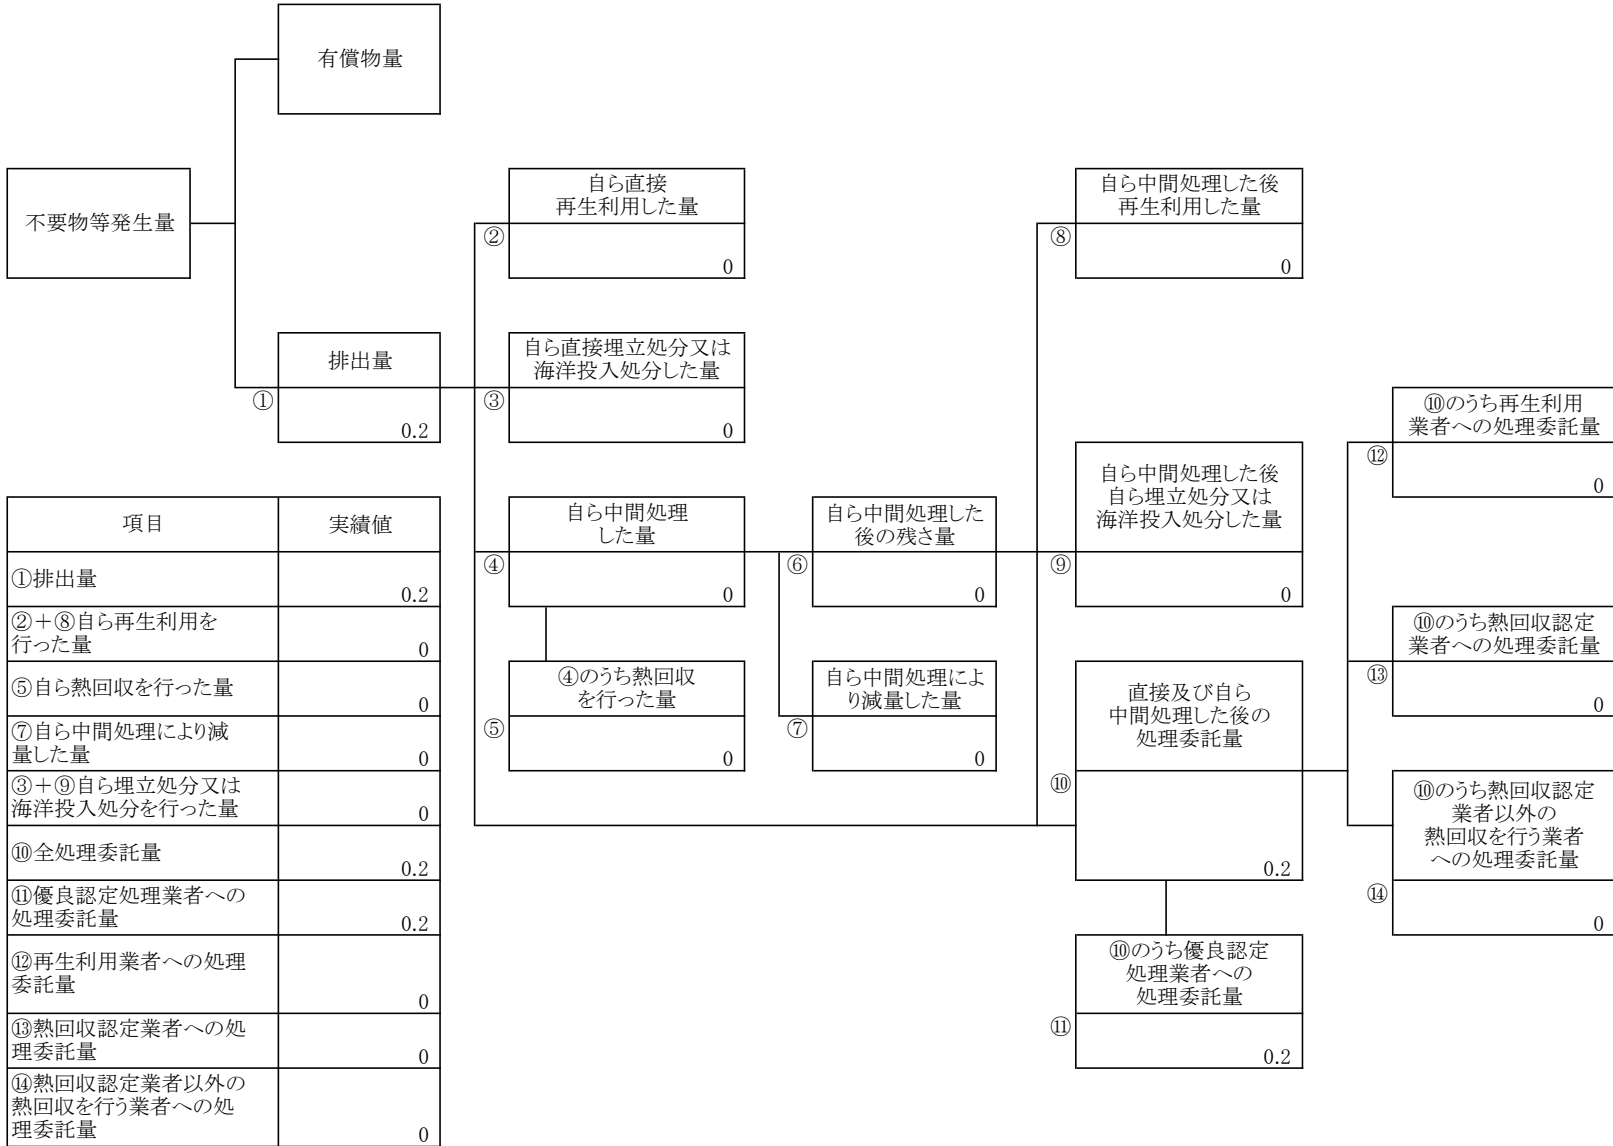 有償物量
不要物等発生量
自ら直接
再生利用した量
②
0
自ら中間処理した後
再生利用した量
⑧
0
排出量
①
0.2
自ら直接埋立処分又は
海洋投入処分した量
③
0
⑩のうち再生利用
業者への処理委託量
⑫
0
自ら中間処理
した量
④
0
自ら中間処理した
後の残さ量
⑥
0
自ら中間処理した後
自ら埋立処分又は
海洋投入処分した量
⑨
0
⑩のうち熱回収認定
業者への処理委託量
⑬
0
④のうち熱回収
を行った量
⑤
0
自ら中間処理によ
り減量した量
⑦
0
直接及び自ら
中間処理した後の
処理委託量
⑩
0.2
⑩のうち熱回収認定
業者以外の
熱回収を行う業者
への処理委託量
⑭
0
⑩のうち優良認定
処理業者への
処理委託量
⑪
0.2
項目 実績値
①排出量
0.2
②+⑧自ら再生利用を
行った量
0
⑤自ら熱回収を行った量
0
⑦自ら中間処理により減
量した量
0
③+⑨自ら埋立処分又は
海洋投入処分を行った量
0
⑩全処理委託量
0.2
⑪優良認定処理業者への
処理委託量
0.2
⑫再生利用業者への処理
委託量
0
⑬熱回収認定業者への処
理委託量
0
⑭熱回収認定業者以外の
熱回収を行う業者への処
理委託量
0